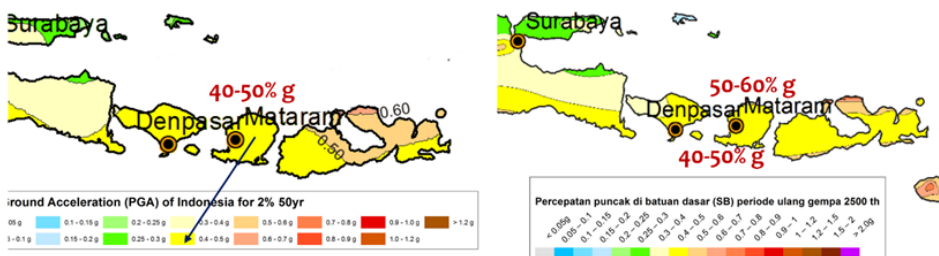 Surabaya
40-50% g
Mataram
Denpasar
0.60
0.50
Ground Acceleration (PGA) of Indonesia for 2% 50yr
05 g
0.1 - 0.15 g
0.2 - 0.25 g
0.3 - 0.4 g
0.5 - 0.6 g
0.7 - 0.8 g
0.9 - 1.0 g
> 1.2 g
- 0.1 g
0.15 - 0.2 g
0.25 - 0.3 g
0.4 - 0.5 g
0.6 - 0.7 g
0.8 - 0.9 g
1.0 - 1.2 g
Surabaya
50-60% g
Mataram
Denpasar
40-50% g
Percepatan puncak di batuan dasar (SB) periode ulang gempa 2500 th
< 0.05g
0.05 – 0.1
0.1 – 0.15
0.15 – 0.2
0.2 – 0.25
0.25 – 0.3
0.3 – 0.4
0.4 – 0.5
0.5 – 0.6
0.6 – 0.7
0.7 – 0.8
0.8 – 0.9
0.9 – 1
1 – 1.2
1.2 – 1.5
1.5 – 2
> 2.0g